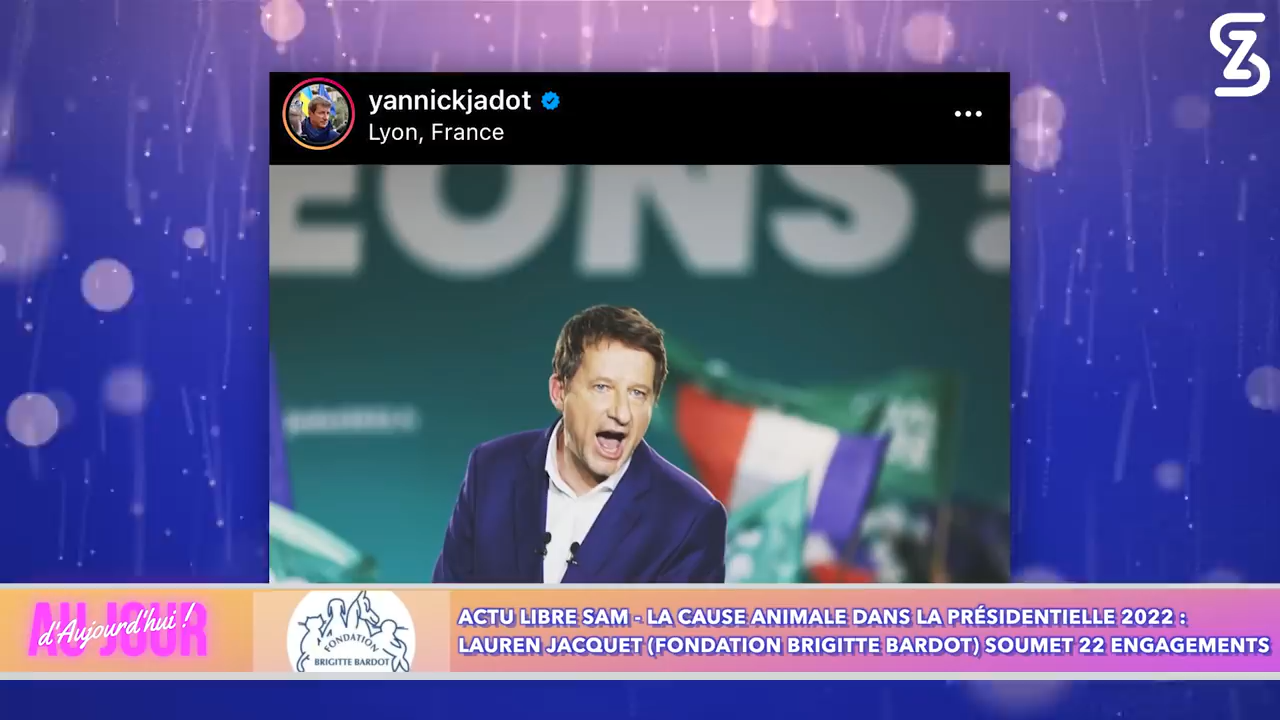 yannickjadot
Lyon, France
EONS !
AU JOUR
d'Aujourd'hui !
FONDATION
BRIGITTE BARDOT
ACTU LIBRE SAM - LA CAUSE ANIMALE DANS LA PRÉSIDENTIELLE 2022 :
LAUREN JACQUET (FONDATION BRIGITTE BARDOT) SOUMET 22 ENGAGEMENTS